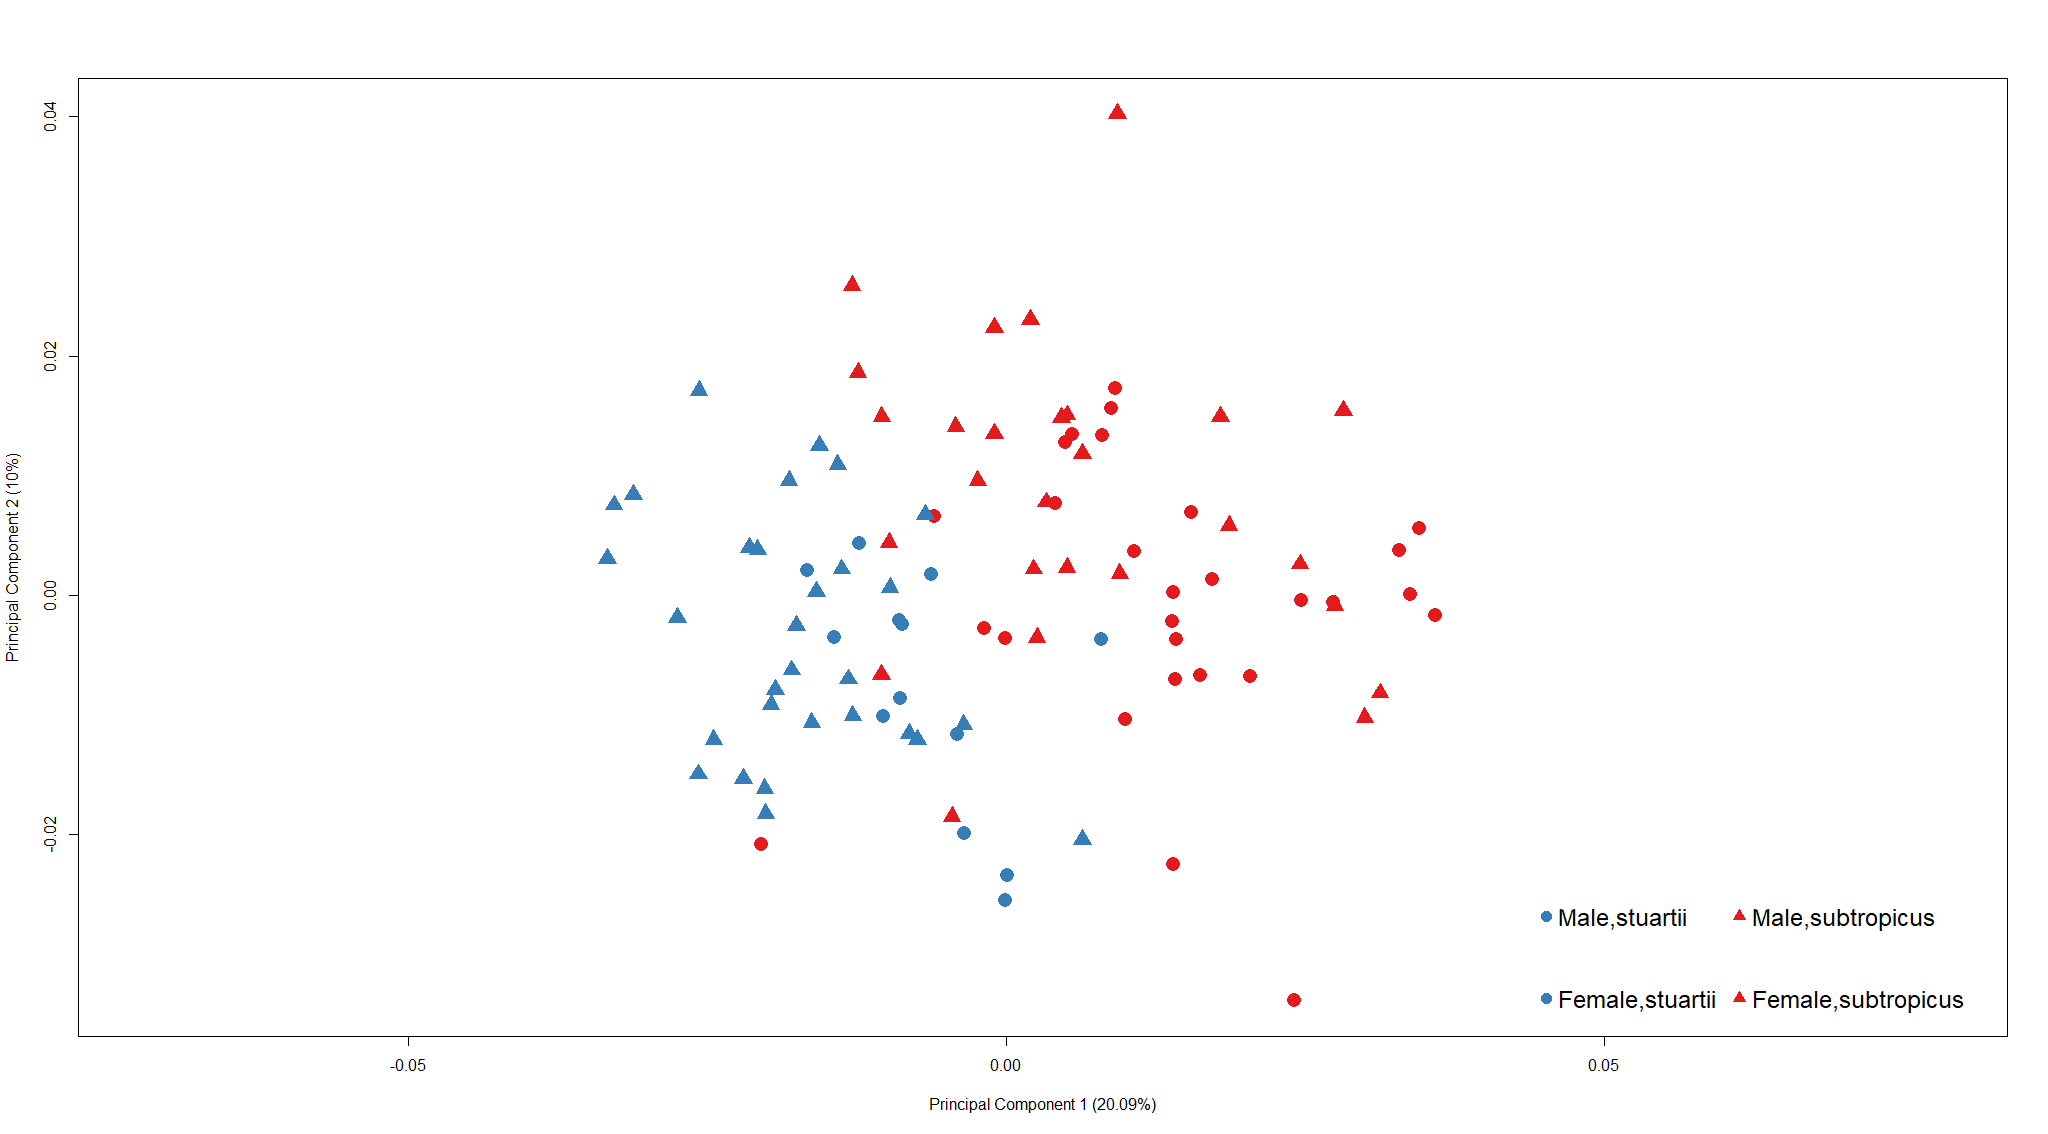 0.04
0.02
0.00
-0.02
Principal Component 2 (10%)
-0.05
0.00
0.05
Principal Component 1 (20.09%)
Male,stuartii
Male,subtropicus
Female,stuartii
Female,subtropicus